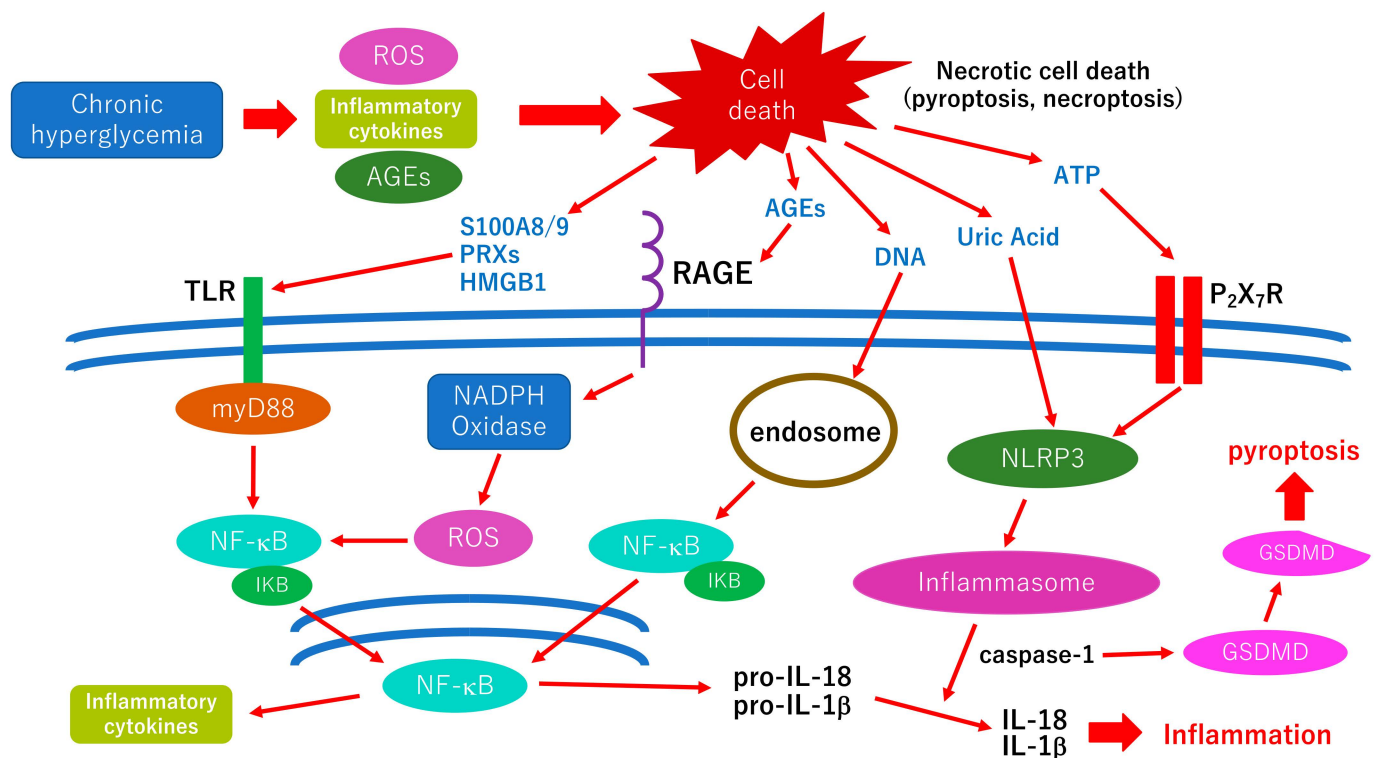 ROS
Chronic
hyperglycemia
Inflammatory
cytokines
AGEs
Cell
death
Necrotic cell death
(pyroptosis, necroptosis)
S100A8/9
PRXs
HMGB1
AGEs
DNA
Uric Acid
ATP
TLR
RAGE
P₂X₇R
myD88
NADPH
Oxidase
endosome
NLRP3
pyroptosis
NF-κB
IKB
ROS
NF-κB
IKB
Inflammasome
GSDMD
caspase-1
GSDMD
NF-κB
Inflammatory
cytokines
pro-IL-18
pro-IL-1β
IL-18
IL-1β
Inflammation